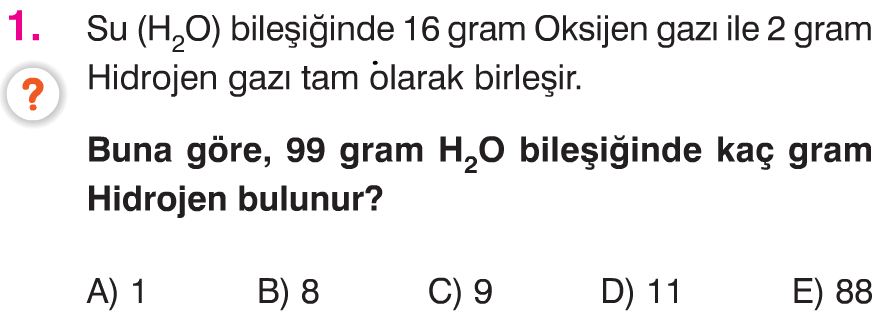 1. Su (H₂O) bileşiğinde 16 gram Oksijen gazı ile 2 gram
? Hidrojen gazı tam olarak birleşir.
Buna göre, 99 gram H₂O bileşiğinde kaç gram
Hidrojen bulunur?
A) 1 B) 8 C) 9 D) 11 E) 88